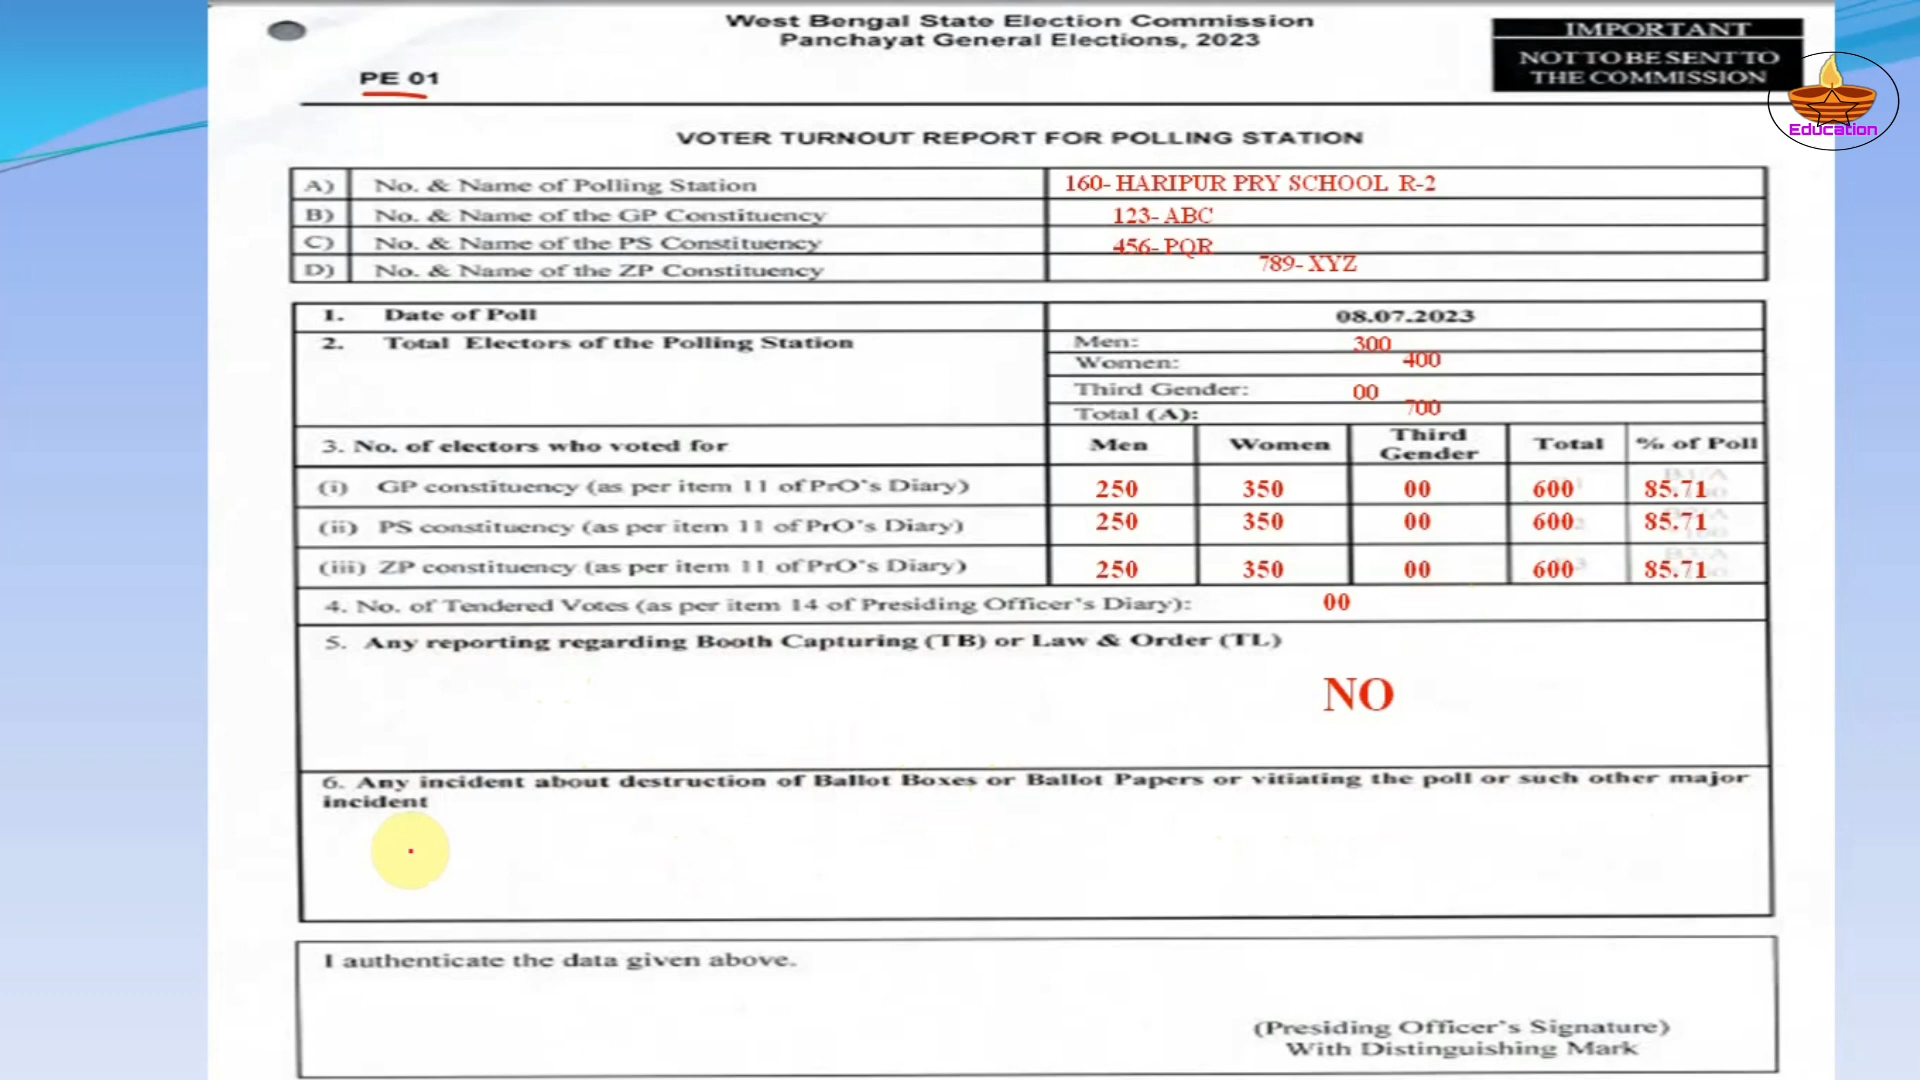 West Bengal State Election Commission
Panchayat General Elections, 2023
IMPORTANT
NOT TO BE SENT TO
THE COMMISSION
PE 01
Education
VOTER TURNOUT REPORT FOR POLLING STATION
A) No. & Name of Polling Station 160- HARIPUR PRY SCHOOL R-2
B) No. & Name of the GP Constituency 123- ABC
C) No. & Name of the PS Constituency 456- PQR
D) No. & Name of the ZP Constituency 789- XYZ
1. Date of Poll 08.07.2023
2. Total Electors of the Polling Station Men: 300
Women: 400
Third Gender: 00
Total (A): 700
3. No. of electors who voted for Men Women Third Gender Total % of Poll
(i) GP constituency (as per item 11 of PrO's Diary) 250 350 00 600 85.71
(ii) PS constituency (as per item 11 of PrO's Diary) 250 350 00 600 85.71
(iii) ZP constituency (as per item 11 of PrO's Diary) 250 350 00 600 85.71
4. No. of Tendered Votes (as per item 14 of Presiding Officer's Diary): 00
5. Any reporting regarding Booth Capturing (TB) or Law & Order (TL)
NO
6. Any incident about destruction of Ballot Boxes or Ballot Papers or vitiating the poll or such other major
incident
I authenticate the data given above.
(Presiding Officer's Signature)
With Distinguishing Mark